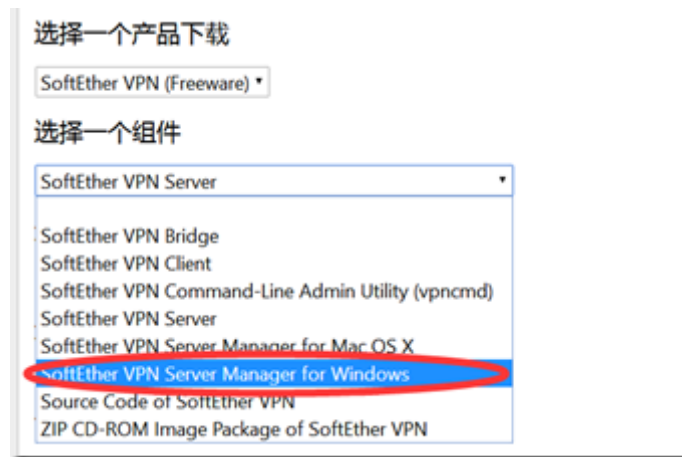 选择一个产品下载
SoftEther VPN (Freeware)
选择一个组件
SoftEther VPN Server
SoftEther VPN Bridge
SoftEther VPN Client
SoftEther VPN Command-Line Admin Utility (vpncmd)
SoftEther VPN Server
SoftEther VPN Server Manager for Mac OS X
SoftEther VPN Server Manager for Windows
Source Code of SoftEther VPN
ZIP CD-ROM Image Package of SoftEther VPN